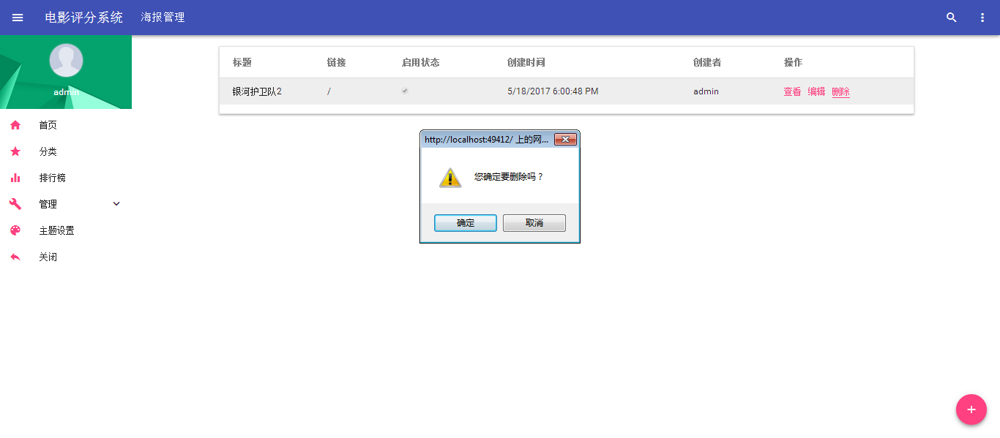 电影评分系统 海报管理
admin
首页
分类
排行榜
管理
主题设置
关闭
标题 链接 启用状态 创建时间 创建者 操作
银河护卫队2 / 5/18/2017 6:00:48 PM admin 查看 编辑 删除
http://localhost:49412/ 上的网...
您确定要删除吗？
确定 取消